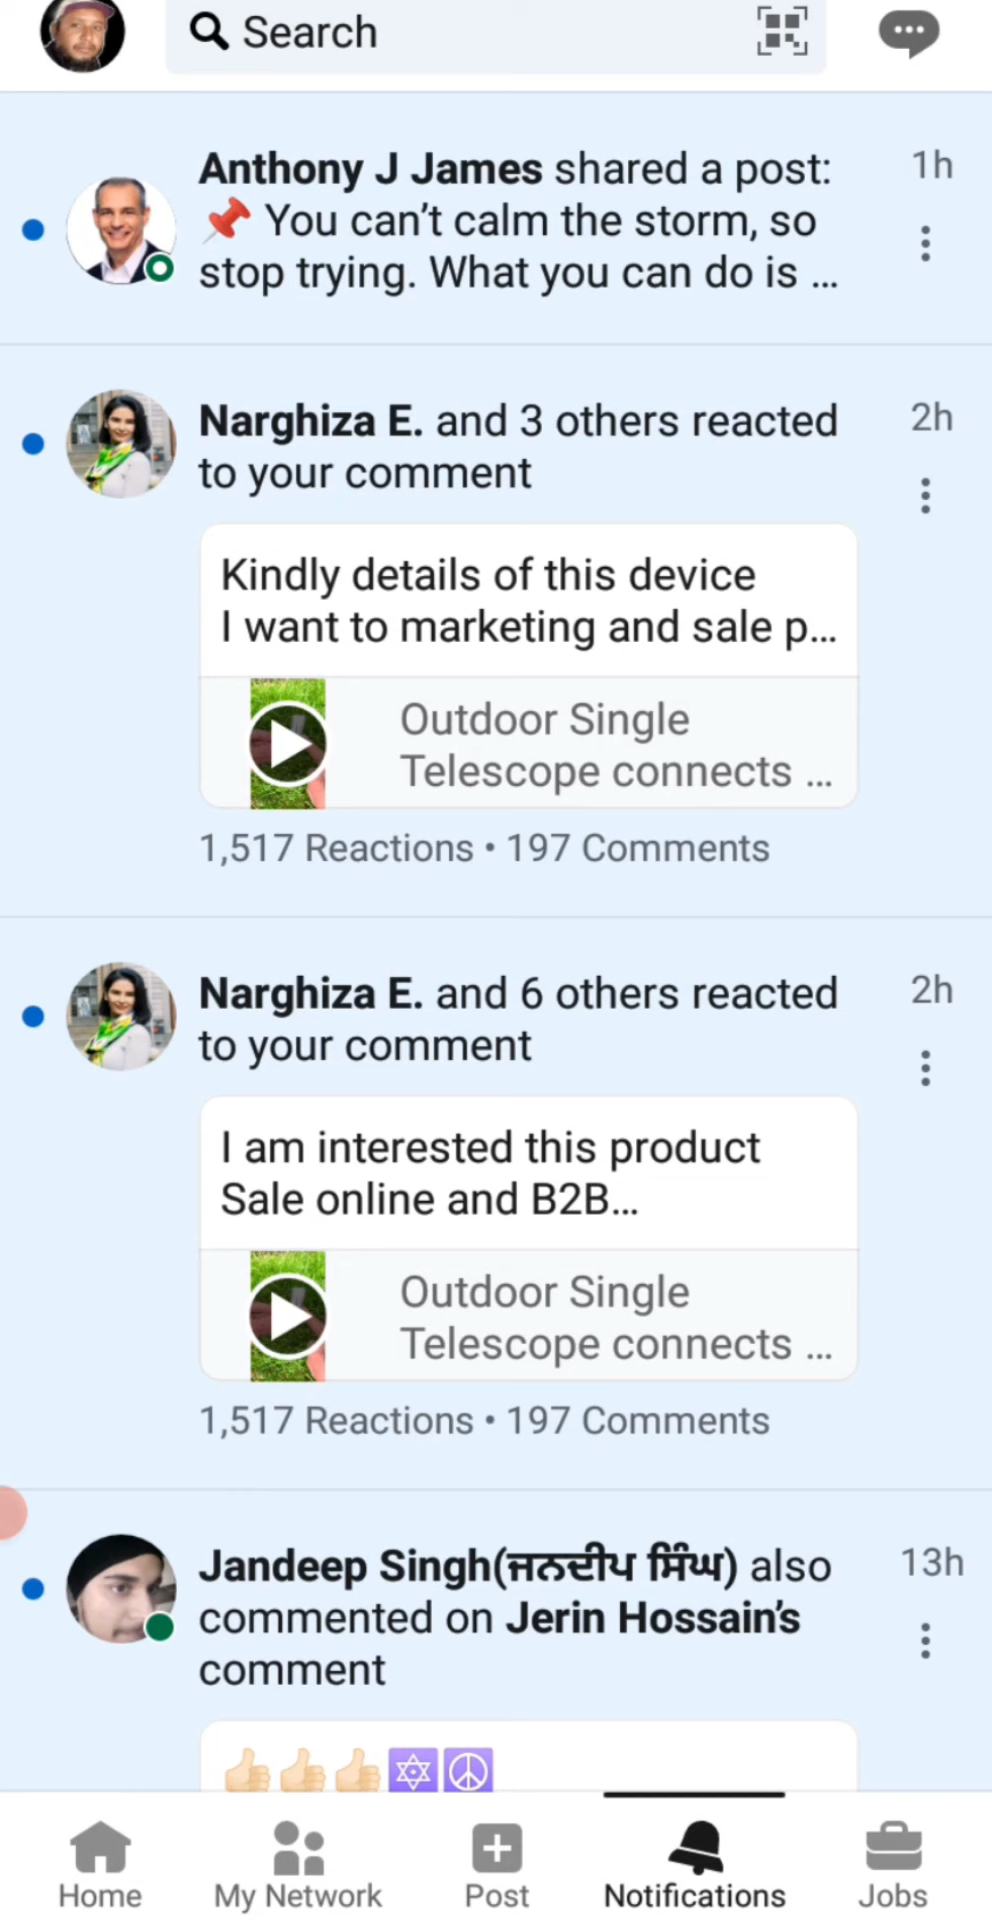 Search
Anthony J James shared a post:
📌 You can’t calm the storm, so
stop trying. What you can do is ...
1h
Narghiza E. and 3 others reacted
to your comment
2h
Kindly details of this device
I want to marketing and sale p...
Outdoor Single
Telescope connects ...
1,517 Reactions • 197 Comments
Narghiza E. and 6 others reacted
to your comment
2h
I am interested this product
Sale online and B2B...
Outdoor Single
Telescope connects ...
1,517 Reactions • 197 Comments
Jandeep Singh(ਜਨਦੀਪ ਸਿੰਘ) also
commented on Jerin Hossain’s
comment
13h
👍🏻👍🏻👍🏻🔯☮️
Home
My Network
Post
Notifications
Jobs